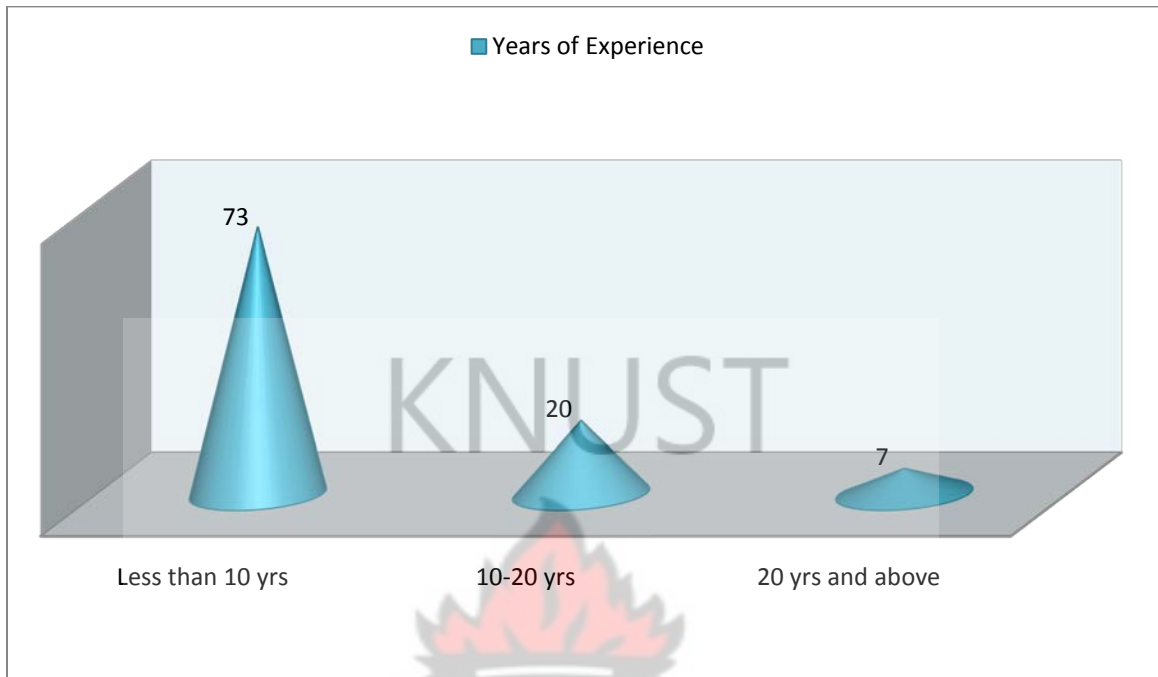 Years of Experience
73
20
7
KNUST
Less than 10 yrs
10-20 yrs
20 yrs and above